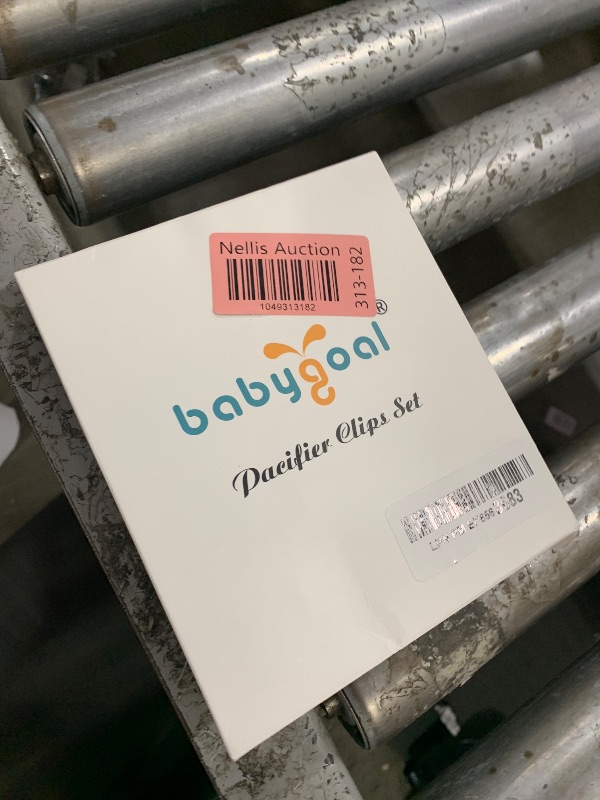 Nellis Auction
1049313182
313-182
babygoal®
Pacifier Clips Set